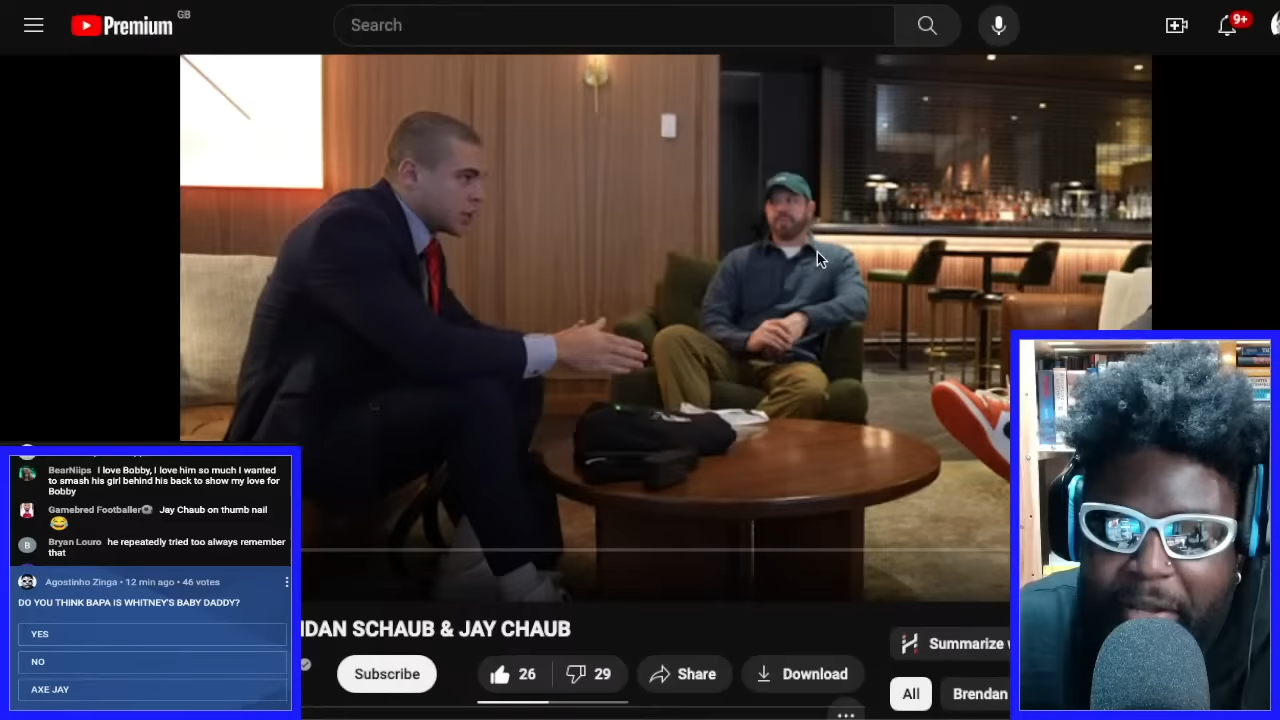 Premium GB
Search
9+
BearNiips I love Bobby, I love him so much I wanted
to smash his girl behind his back to show my love for
Bobby
Gamebred Footballer Jay Chaub on thumb nail
😂
B Bryan Louro he repeatedly tried too always remember
that
Agostinho Zinga • 12 min ago • 46 votes
DO YOU THINK BAPA IS WHITNEY'S BABY DADDY?
YES
NO
AXE JAY
IDAN SCHAUB & JAY CHAUB
Subscribe
26
29
Share
Download
Summarize
All
Brendan